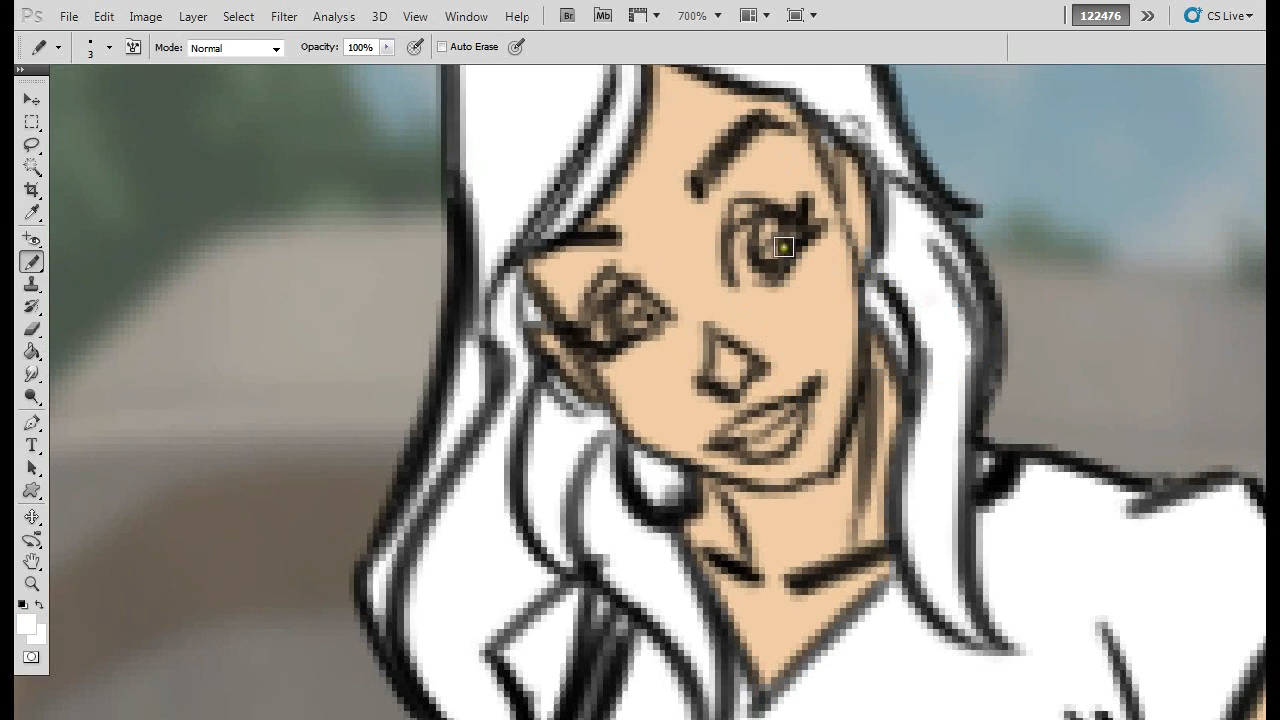 Ps File Edit Image Layer Select Filter Analysis 3D View Window Help Br Mb 700% 122476 CS Live
3 Mode: Normal Opacity: 100% Auto Erase
T